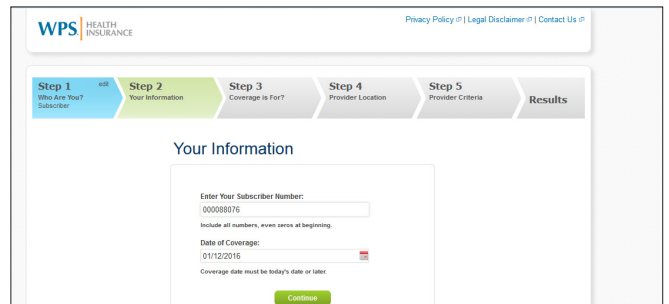 WPS. HEALTH INSURANCE
Privacy Policy | Legal Disclaimer | Contact Us
Step 1 edit
Who Are You?
Subscriber
Step 2
Your Information
Step 3
Coverage is For?
Step 4
Provider Location
Step 5
Provider Criteria
Results
Your Information
Enter Your Subscriber Number:
000088076
Include all numbers, even zeros at beginning.
Date of Coverage:
01/12/2016
Coverage date must be today's date or later.
Continue